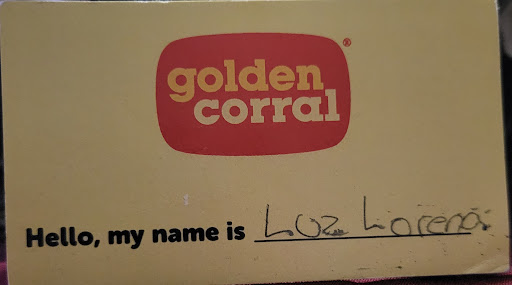 golden
corral®
Hello, my name is Luz Lorena